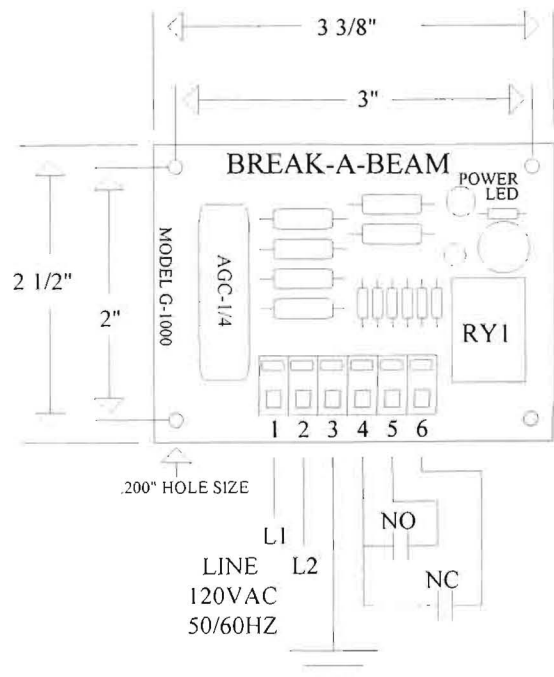 3 3/8"
3"
BREAK-A-BEAM
POWER
LED
MODEL G-1000
AGC-1/4
2 1/2"
2"
RY1
1 2 3 4 5 6
.200" HOLE SIZE
L1
L2
LINE
120VAC
50/60HZ
NO
NC